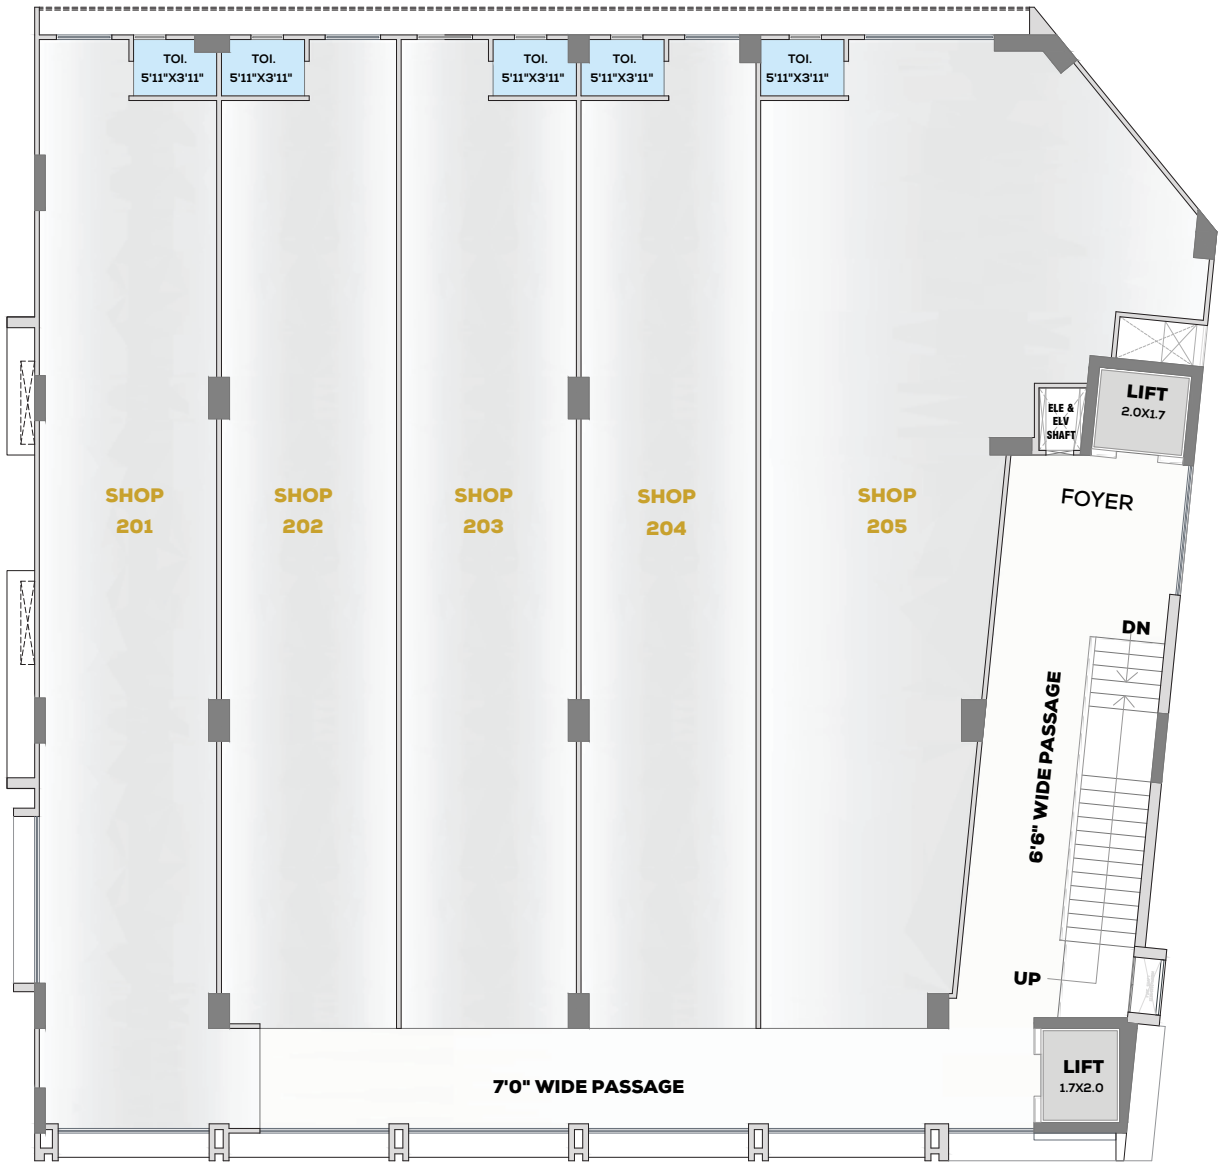 TOI.
5'11"X3'11"
TOI.
5'11"X3'11"
TOI.
5'11"X3'11"
TOI.
5'11"X3'11"
TOI.
5'11"X3'11"
LIFT
2.0X1.7
ELE &
ELV
SHAFT
FOYER
SHOP
201
SHOP
202
SHOP
203
SHOP
204
SHOP
205
DN
6'6" WIDE PASSAGE
UP
7'0" WIDE PASSAGE
LIFT
1.7X2.0